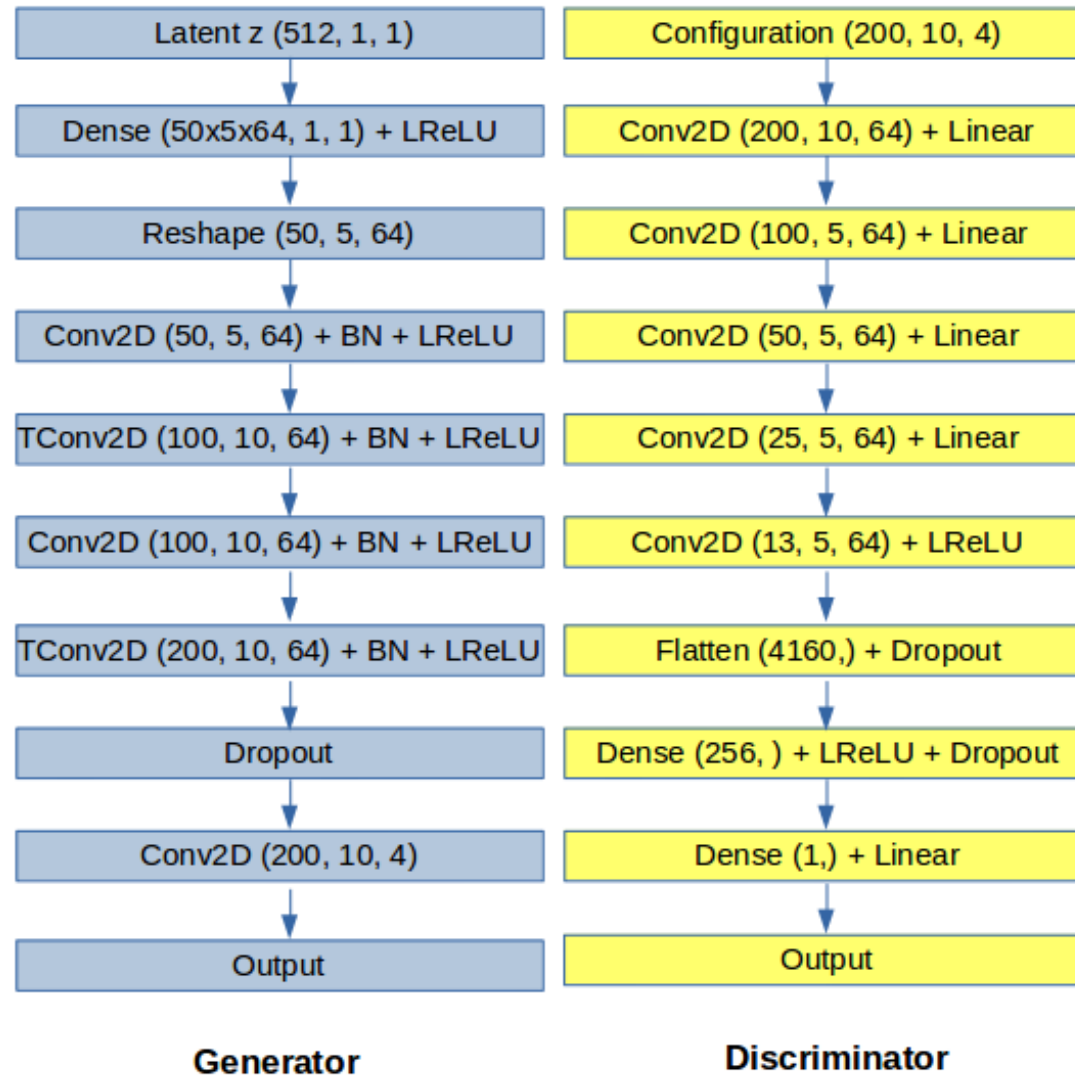 Latent z (512, 1, 1)
Dense (50x5x64, 1, 1) + LReLU
Reshape (50, 5, 64)
Conv2D (50, 5, 64) + BN + LReLU
TConv2D (100, 10, 64) + BN + LReLU
Conv2D (100, 10, 64) + BN + LReLU
TConv2D (200, 10, 64) + BN + LReLU
Dropout
Conv2D (200, 10, 4)
Output
Generator
Configuration (200, 10, 4)
Conv2D (200, 10, 64) + Linear
Conv2D (100, 5, 64) + Linear
Conv2D (50, 5, 64) + Linear
Conv2D (25, 5, 64) + Linear
Conv2D (13, 5, 64) + LReLU
Flatten (4160,) + Dropout
Dense (256, ) + LReLU + Dropout
Dense (1,) + Linear
Output
Discriminator